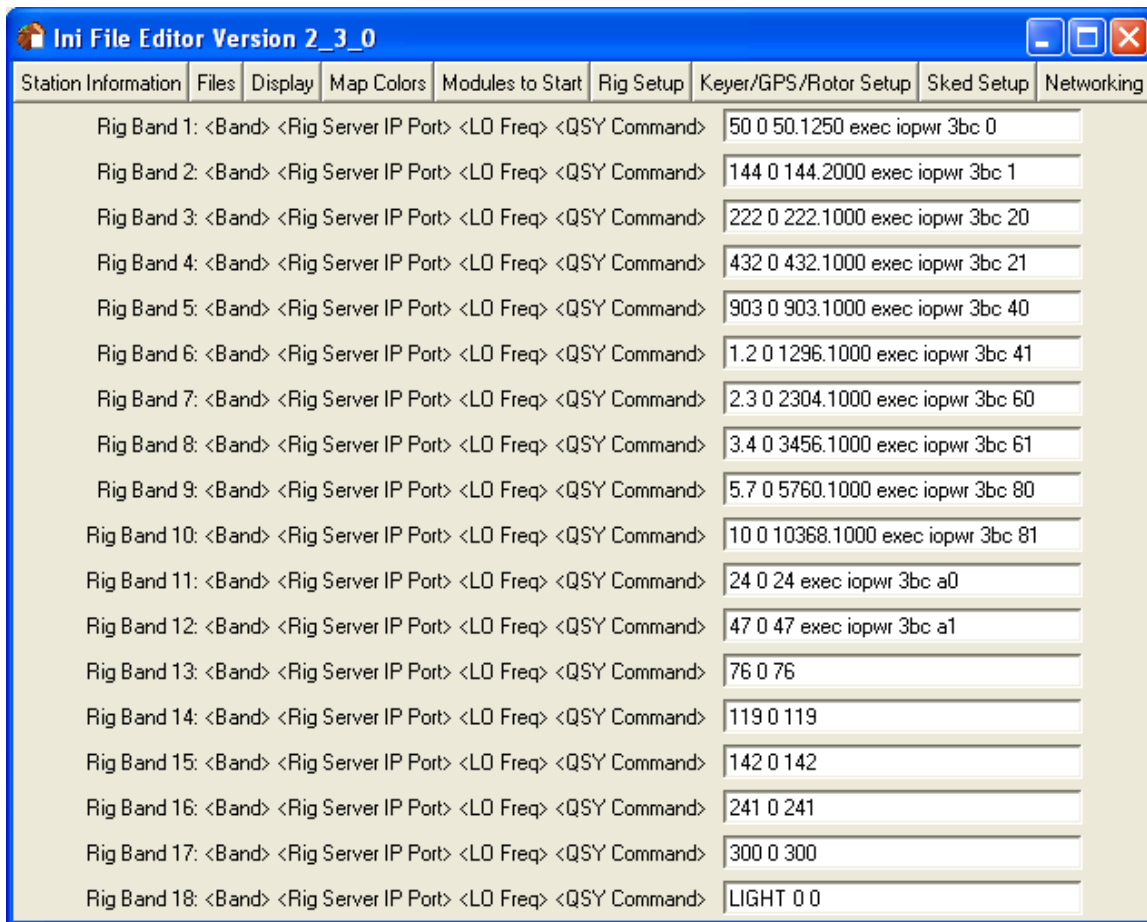 Ini File Editor Version 2_3_0
Station Information Files Display Map Colors Modules to Start Rig Setup Keyer/GPS/Rotor Setup Sked Setup Networking
Rig Band 1: <Band> <Rig Server IP Port> <LO Freq> <QSY Command> 50 0 50.1250 exec iopwr 3bc 0
Rig Band 2: <Band> <Rig Server IP Port> <LO Freq> <QSY Command> 144 0 144.2000 exec iopwr 3bc 1
Rig Band 3: <Band> <Rig Server IP Port> <LO Freq> <QSY Command> 222 0 222.1000 exec iopwr 3bc 20
Rig Band 4: <Band> <Rig Server IP Port> <LO Freq> <QSY Command> 432 0 432.1000 exec iopwr 3bc 21
Rig Band 5: <Band> <Rig Server IP Port> <LO Freq> <QSY Command> 903 0 903.1000 exec iopwr 3bc 40
Rig Band 6: <Band> <Rig Server IP Port> <LO Freq> <QSY Command> 1.2 0 1296.1000 exec iopwr 3bc 41
Rig Band 7: <Band> <Rig Server IP Port> <LO Freq> <QSY Command> 2.3 0 2304.1000 exec iopwr 3bc 60
Rig Band 8: <Band> <Rig Server IP Port> <LO Freq> <QSY Command> 3.4 0 3456.1000 exec iopwr 3bc 61
Rig Band 9: <Band> <Rig Server IP Port> <LO Freq> <QSY Command> 5.7 0 5760.1000 exec iopwr 3bc 80
Rig Band 10: <Band> <Rig Server IP Port> <LO Freq> <QSY Command> 10 0 10368.1000 exec iopwr 3bc 81
Rig Band 11: <Band> <Rig Server IP Port> <LO Freq> <QSY Command> 24 0 24 exec iopwr 3bc a0
Rig Band 12: <Band> <Rig Server IP Port> <LO Freq> <QSY Command> 47 0 47 exec iopwr 3bc a1
Rig Band 13: <Band> <Rig Server IP Port> <LO Freq> <QSY Command> 76 0 76
Rig Band 14: <Band> <Rig Server IP Port> <LO Freq> <QSY Command> 119 0 119
Rig Band 15: <Band> <Rig Server IP Port> <LO Freq> <QSY Command> 142 0 142
Rig Band 16: <Band> <Rig Server IP Port> <LO Freq> <QSY Command> 241 0 241
Rig Band 17: <Band> <Rig Server IP Port> <LO Freq> <QSY Command> 300 0 300
Rig Band 18: <Band> <Rig Server IP Port> <LO Freq> <QSY Command> LIGHT 0 0